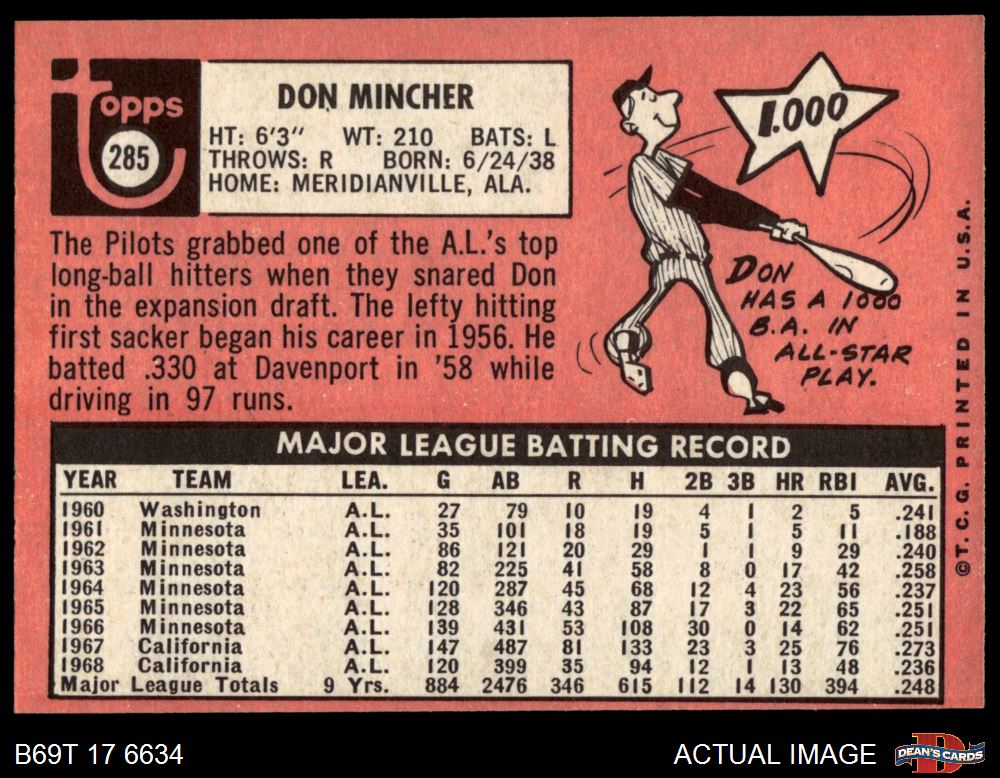 Topps
285
DON MINCHER
HT: 6'3" WT: 210 BATS: L
THROWS: R BORN: 6/24/38
HOME: MERIDIANVILLE, ALA.
The Pilots grabbed one of the A.L.'s top
long-ball hitters when they snared Don
in the expansion draft. The lefty hitting
first sacker began his career in 1956. He
batted .330 at Davenport in '58 while
driving in 97 runs.
1.000
DON
HAS A 1000
B.A. IN
ALL-STAR
PLAY.
MAJOR LEAGUE BATTING RECORD
YEAR TEAM LEA. G AB R H 2B 3B HR RBI AVG.
1960 Washington A.L. 27 79 10 19 4 1 2 5 .241
1961 Minnesota A.L. 35 101 18 19 5 1 5 11 .188
1962 Minnesota A.L. 86 121 20 29 1 1 9 29 .240
1963 Minnesota A.L. 82 225 41 58 8 0 17 42 .258
1964 Minnesota A.L. 120 287 45 68 12 4 23 56 .237
1965 Minnesota A.L. 128 346 43 87 17 3 22 65 .251
1966 Minnesota A.L. 139 431 53 108 30 0 14 62 .251
1967 California A.L. 147 487 81 133 23 3 25 76 .273
1968 California A.L. 120 399 35 94 12 1 13 48 .236
Major League Totals 9 Yrs. 884 2476 346 615 112 14 130 394 .248
©T.C.G. PRINTED IN U.S.A.
B69T 17 6634
ACTUAL IMAGE
DEAN'S CARDS